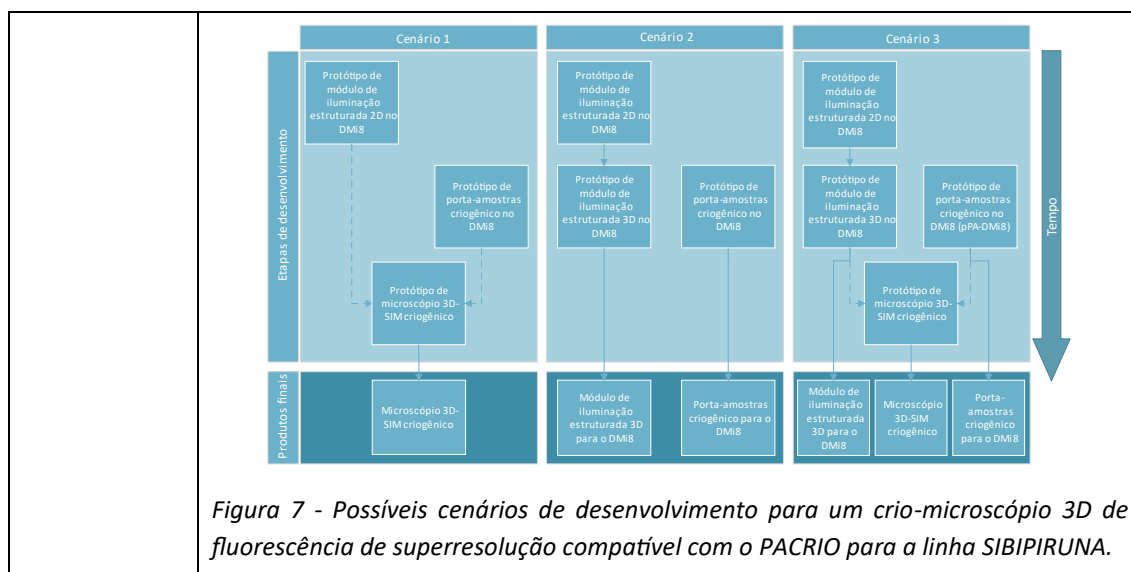 Cenário 1
Cenário 2
Cenário 3
Etapas de desenvolvimento
Protótipo de
módulo de
iluminação
estruturada 2D no
DMi8
Protótipo de
porta-amostras
criogênico no
DMi8
Protótipo de
microscópio 3D-
SIM criogênico
Protótipo de
módulo de
iluminação
estruturada 2D no
DMi8
Protótipo de
módulo de
iluminação
estruturada 3D no
DMi8
Protótipo de
porta-amostras
criogênico no
DMi8
Protótipo de
módulo de
iluminação
estruturada 2D no
DMi8
Protótipo de
módulo de
iluminação
estruturada 3D no
DMi8
Protótipo de
porta-amostras
criogênico no
DMi8 (pPA-DMi8)
Protótipo de
microscópio 3D-
SIM criogênico
Tempo
Produtos finais
Microscópio 3D-
SIM criogênico
Módulo de
iluminação
estruturada 3D
para o DMi8
Porta-amostras
criogênico para o
DMi8
Módulo de
iluminação
estruturada
3D para o
DMi8
Microscópio
3D-SIM
criogênico
Porta-
amostras
criogênico
para o DMi8
Figura 7 - Possíveis cenários de desenvolvimento para um crio-microscópio 3D de
fluorescência de superresolução compatível com o PACRIO para a linha SIBIPIRUNA.